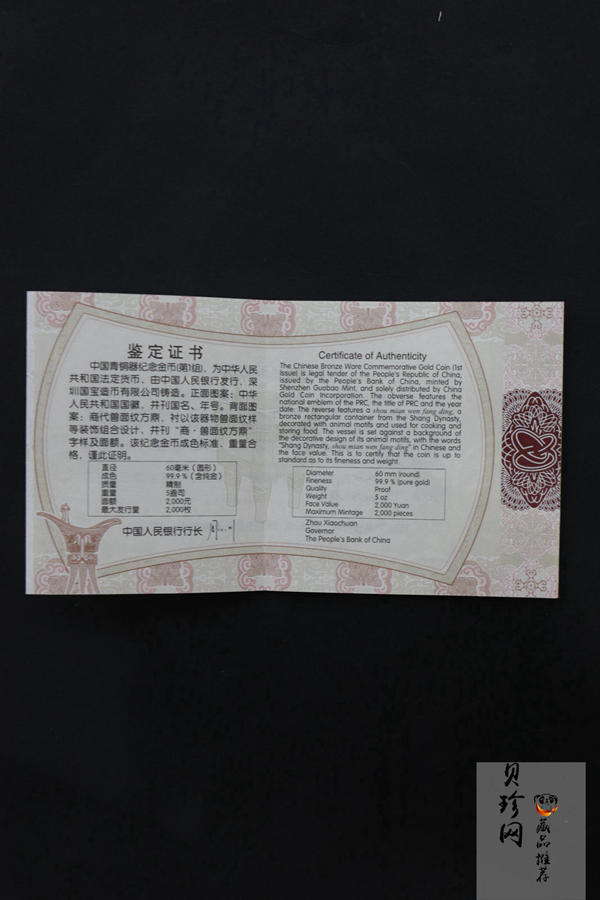 鉴定证书
中国青铜器纪念金币(第1组)，为中华人民
共和国法定货币，由中国人民银行发行，深
圳国宝造币有限公司铸造。正面图案：中华
人民共和国国徽，并刊国名、年号。背面图
案：商代兽面纹方鼎，衬以该器物兽面纹样
等装饰组合设计，并刊“商·兽面纹方鼎”
字样及面额。该纪念金币成色标准，重量合
格，谨此证明。
直径 60毫米（圆形）
成色 99.9％（含纯金）
质量 精制
重量 5盎司
面额 2,000元
最大发行量 2,000枚
中国人民银行行长
Certificate of Authenticity
The Chinese Bronze Ware Commemorative Gold Coin (1st
Issue) is legal tender of the People's Republic of China,
issued by the People's Bank of China, minted by
Shenzhen Guobao Mint, and solely distributed by China
Gold Coin Incorporation. The obverse features the
national emblem of the PRC, the title of PRC and the year
date. The reverse features a shou mian wen fang ding, a
bronze rectangular container from the Shang Dynasty,
decorated with animal motifs and used for cooking and
storing food. The vessel is set against a background of
the decorative design of its animal motifs, with the words
"Shang Dynasty, shou mian wen fang ding" in Chinese and
the face value. This is to certify that the coin is up to
standard as to its fineness and weight.
Diameter 60 mm (round)
Fineness 99.9 % (pure gold)
Quality Proof
Weight 5 oz
Face Value 2,000 Yuan
Maximum Mintage 2,000 pieces
Zhou Xiaochuan
Governor
The People's Bank of China
贝珍网
藏品推荐